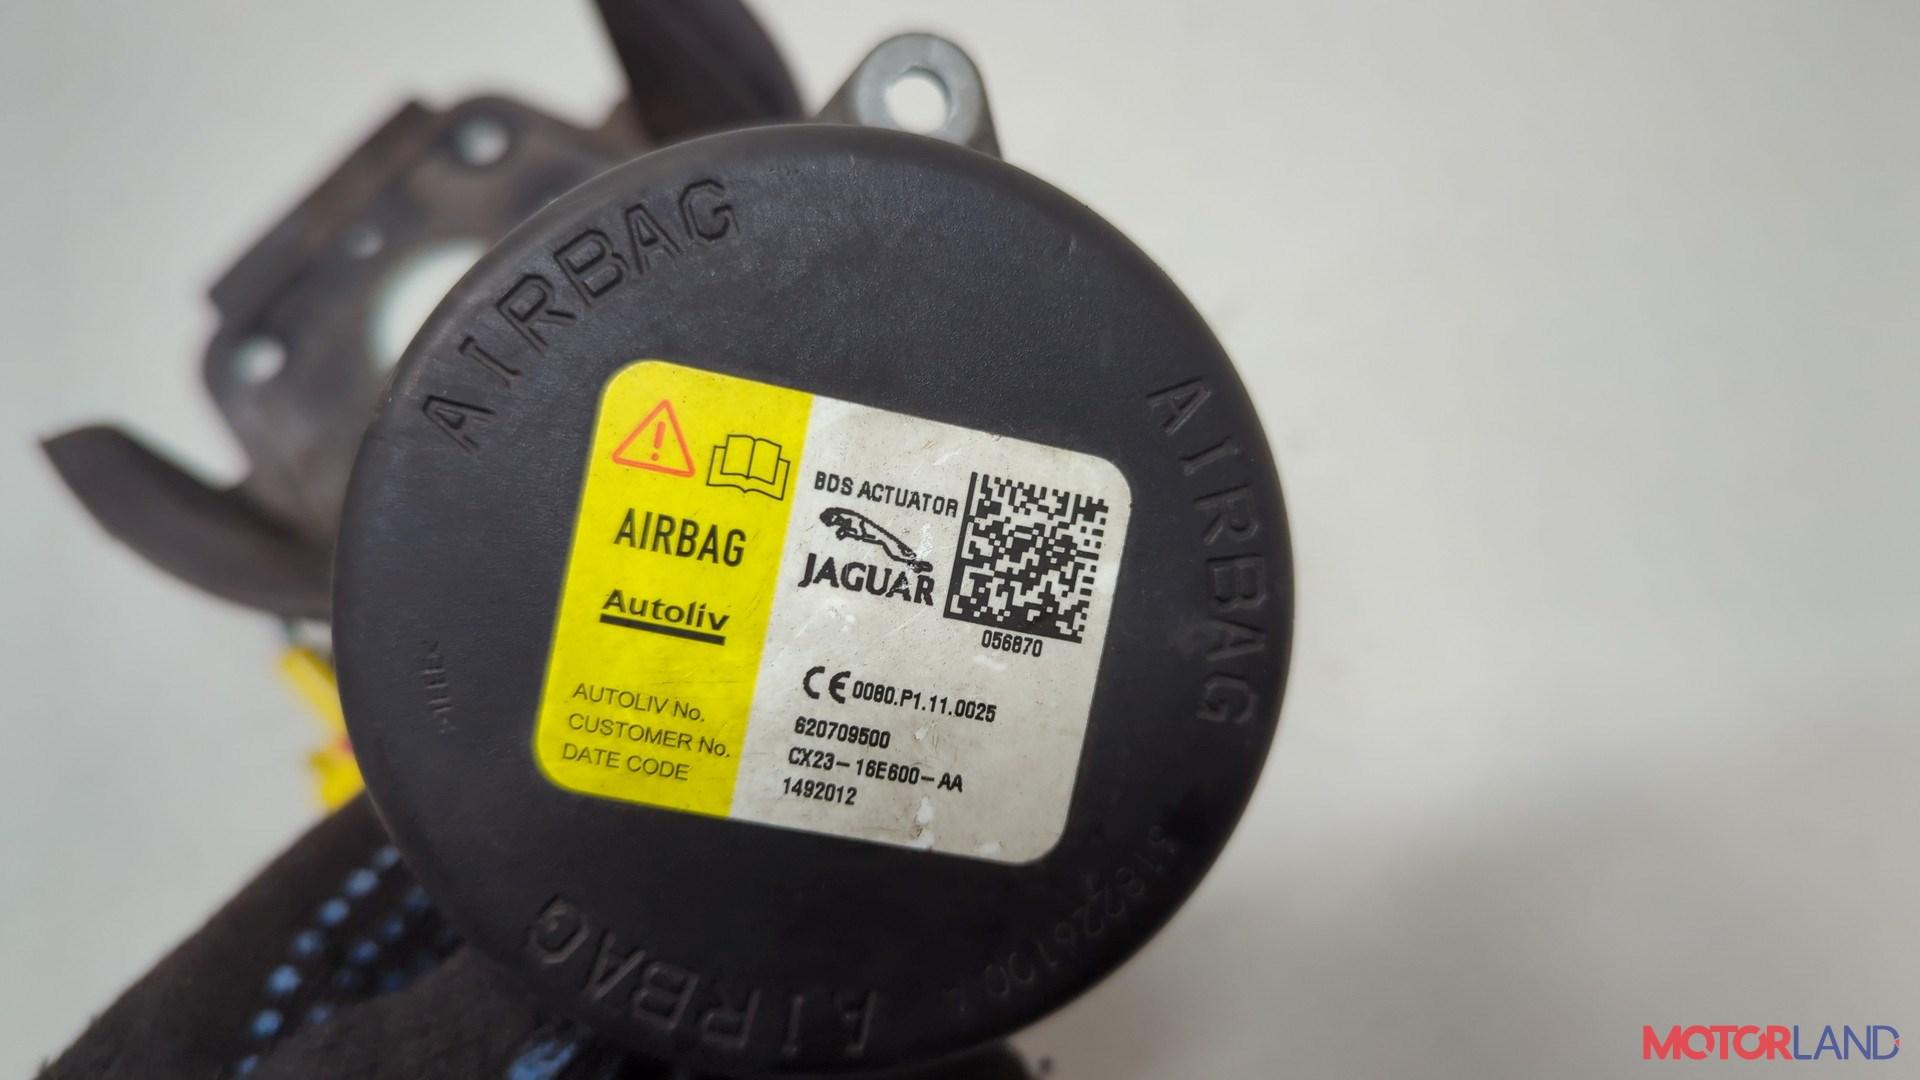 AIRBAG
AIRBAG
BDS ACTUATOR
JAGUAR
056870
AIRBAG
Autoliv
CE 0080.P1.11.0025
AUTOLIV No. 620709500
CUSTOMER No. CX23-16E600-AA
DATE CODE 1492012
AIRBAG
MOTORLAND